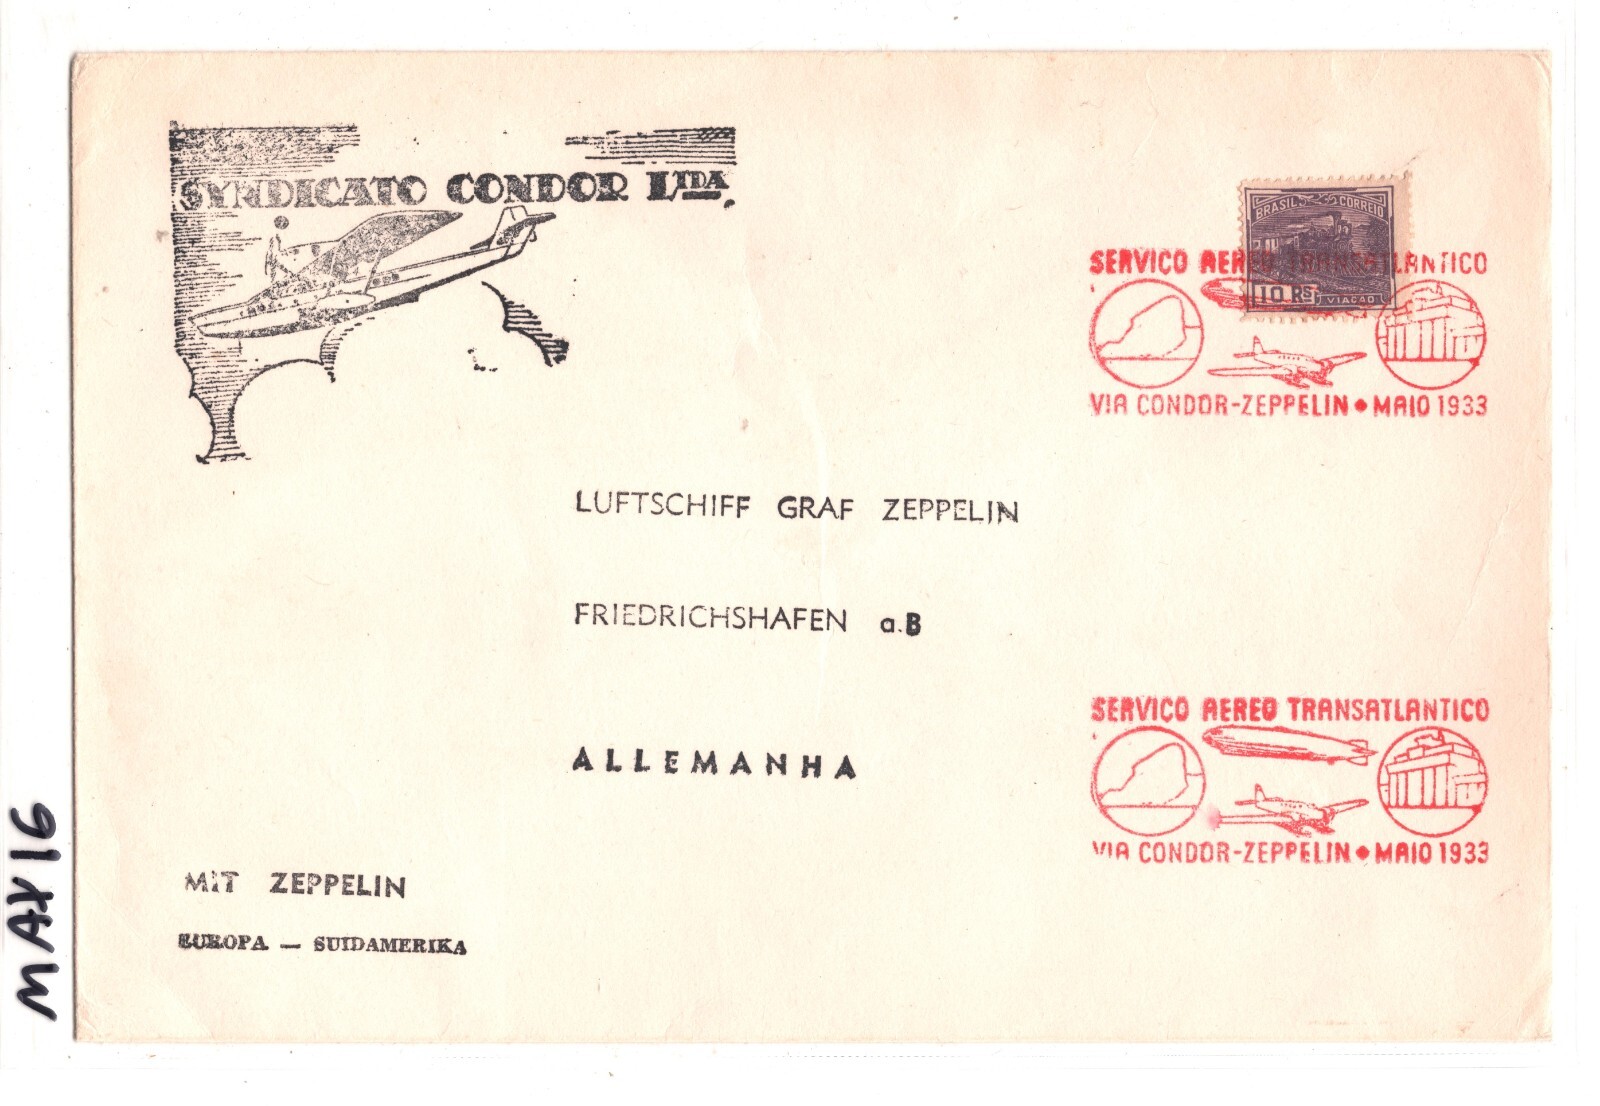 SYNDICATO CONDOR LTDA.
BRASIL CORREIO
10 RS VIAÇÃO
SERVICO AEREO TRANSATLANTICO
VIA CONDOR-ZEPPELIN • MAIO 1933
LUFTSCHIFF GRAF ZEPPELIN
FRIEDRICHSHAFEN a.B
ALLEMANHA
SERVICO AEREO TRANSATLANTICO
VIA CONDOR-ZEPPELIN • MAIO 1933
MIT ZEPPELIN
EUROPA — SUIDAMERIKA
MAY 16